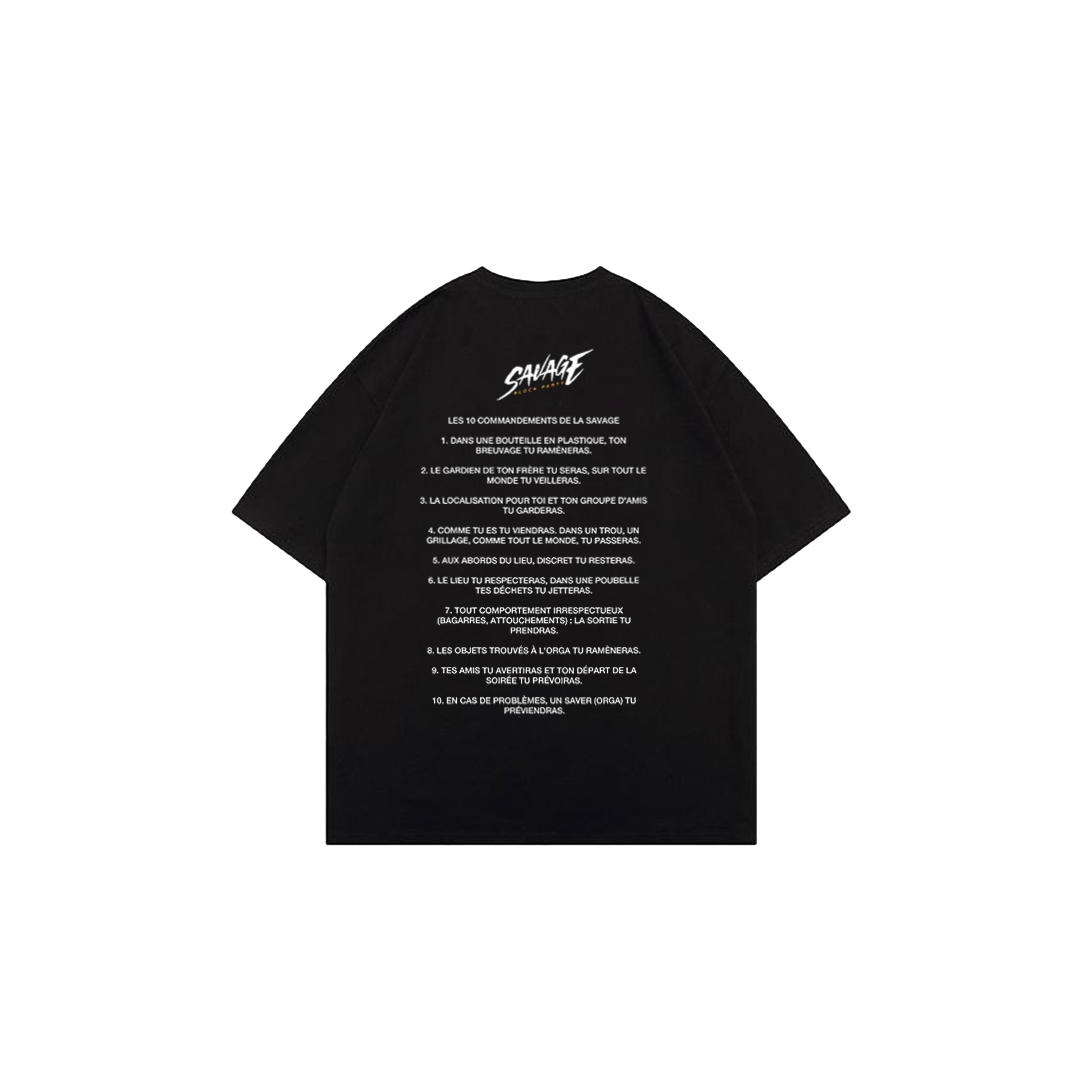 SAVAGE
BLOCK PARTY
LES 10 COMMANDEMENTS DE LA SAVAGE
1. DANS UNE BOUTEILLE EN PLASTIQUE, TON
BREUVAGE TU RAMÈNERAS.
2. LE GARDIEN DE TON FRÈRE TU SERAS, SUR TOUT LE
MONDE TU VEILLERAS.
3. LA LOCALISATION POUR TOI ET TON GROUPE D'AMIS
TU GARDERAS.
4. COMME TU ES TU VIENDRAS. DANS UN TROU, UN
GRILLAGE, COMME TOUT LE MONDE, TU PASSERAS.
5. AUX ABORDS DU LIEU, DISCRET TU RESTERAS.
6. LE LIEU TU RESPECTERAS, DANS UNE POUBELLE
TES DÉCHETS TU JETTERAS.
7. TOUT COMPORTEMENT IRRESPECTUEUX
(BAGARRES, ATTOUCHEMENTS) : LA SORTIE TU
PRENDRAS.
8. LES OBJETS TROUVÉS À L'ORGA TU RAMÈNERAS.
9. TES AMIS TU AVERTIRAS ET TON DÉPART DE LA
SOIRÉE TU PRÉVOIRAS.
10. EN CAS DE PROBLÈMES, UN SAVER (ORGA) TU
PRÉVIENDRAS.